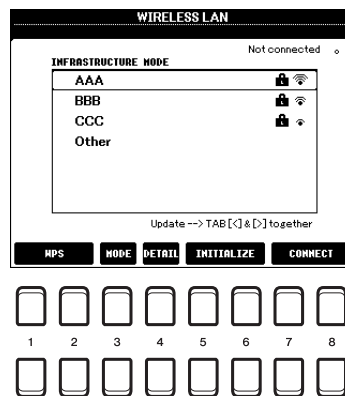 WIRELESS LAN
Not connected
INFRASTRUCTURE MODE
AAA
BBB
CCC
Other
Update --> TAB [<] & [>] together
WPS MODE DETAIL INITIALIZE CONNECT
1 2 3 4 5 6 7 8